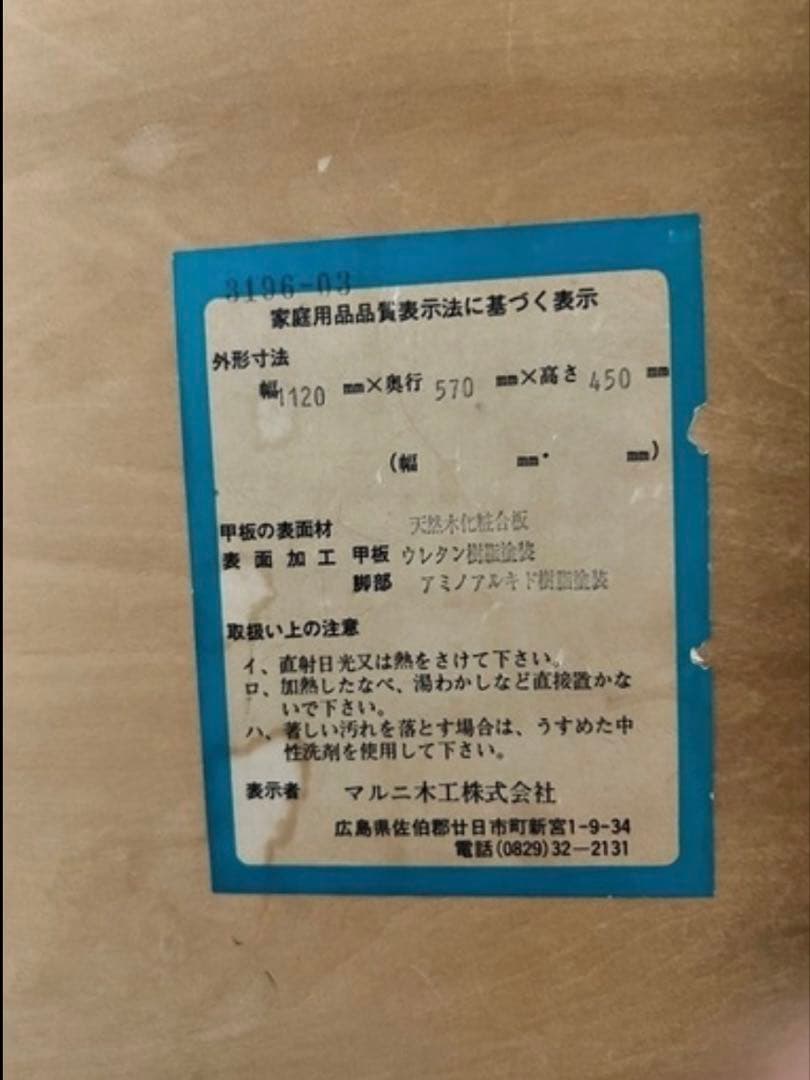 3196-03
家庭用品品質表示法に基づく表示
外形寸法
幅1120 mm×奥行 570 mm×高さ 450 mm
(幅 mm・ mm)
甲板の表面材 天然木化粧合板
表面加工 甲板 ウレタン樹脂塗装
脚部 アミノアルキド樹脂塗装
取扱い上の注意
イ、直射日光又は熱をさけて下さい。
ロ、加熱したなべ、湯わかしなど直接置かな
いで下さい。
ハ、著しい汚れを落とす場合は、うすめた中
性洗剤を使用して下さい。
表示者 マルニ木工株式会社
広島県佐伯郡廿日市町新宮1-9-34
電話(0829)32-2131